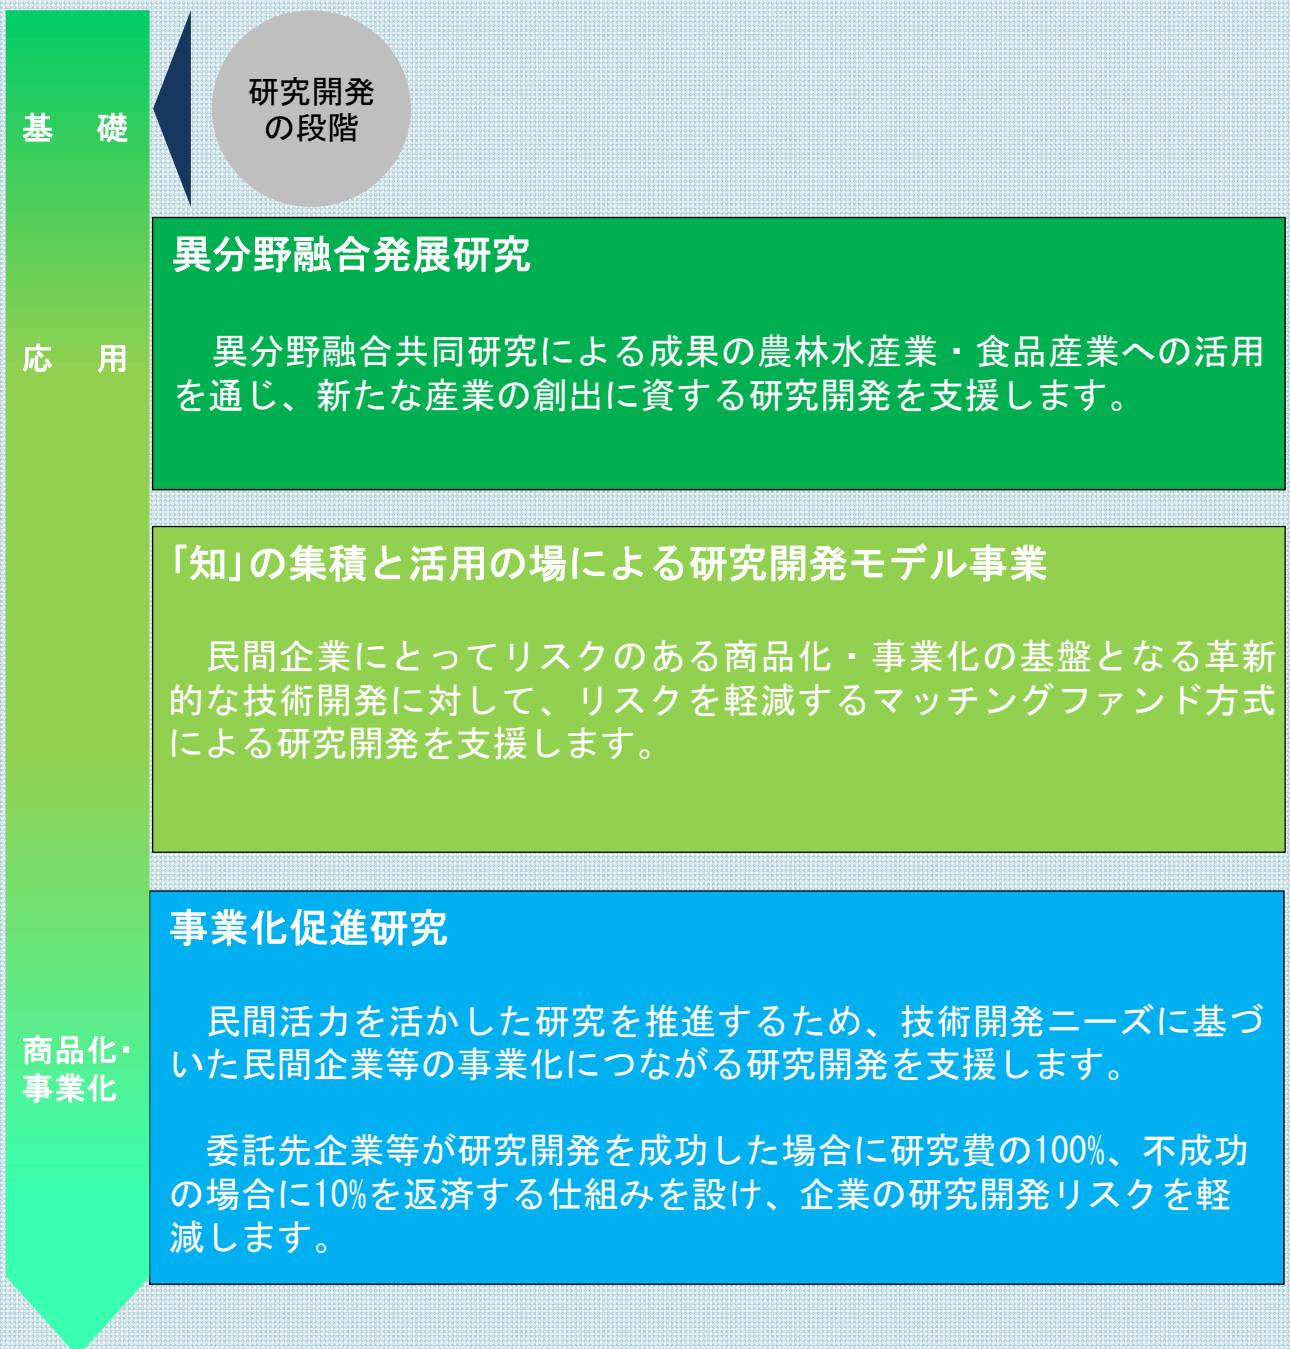 研究開発
の段階
基　礎
異分野融合発展研究
応　用
異分野融合共同研究による成果の農林水産業・食品産業への活用
を通じ、新たな産業の創出に資する研究開発を支援します。
「知」の集積と活用の場による研究開発モデル事業
民間企業にとってリスクのある商品化・事業化の基盤となる革新
的な技術開発に対して、リスクを軽減するマッチングファンド方式
による研究開発を支援します。
事業化促進研究
商品化・
事業化
民間活力を活かした研究を推進するため、技術開発ニーズに基づ
いた民間企業等の事業化につながる研究開発を支援します。
委託先企業等が研究開発を成功した場合に研究費の100%、不成功
の場合に10%を返済する仕組みを設け、企業の研究開発リスクを軽
減します。